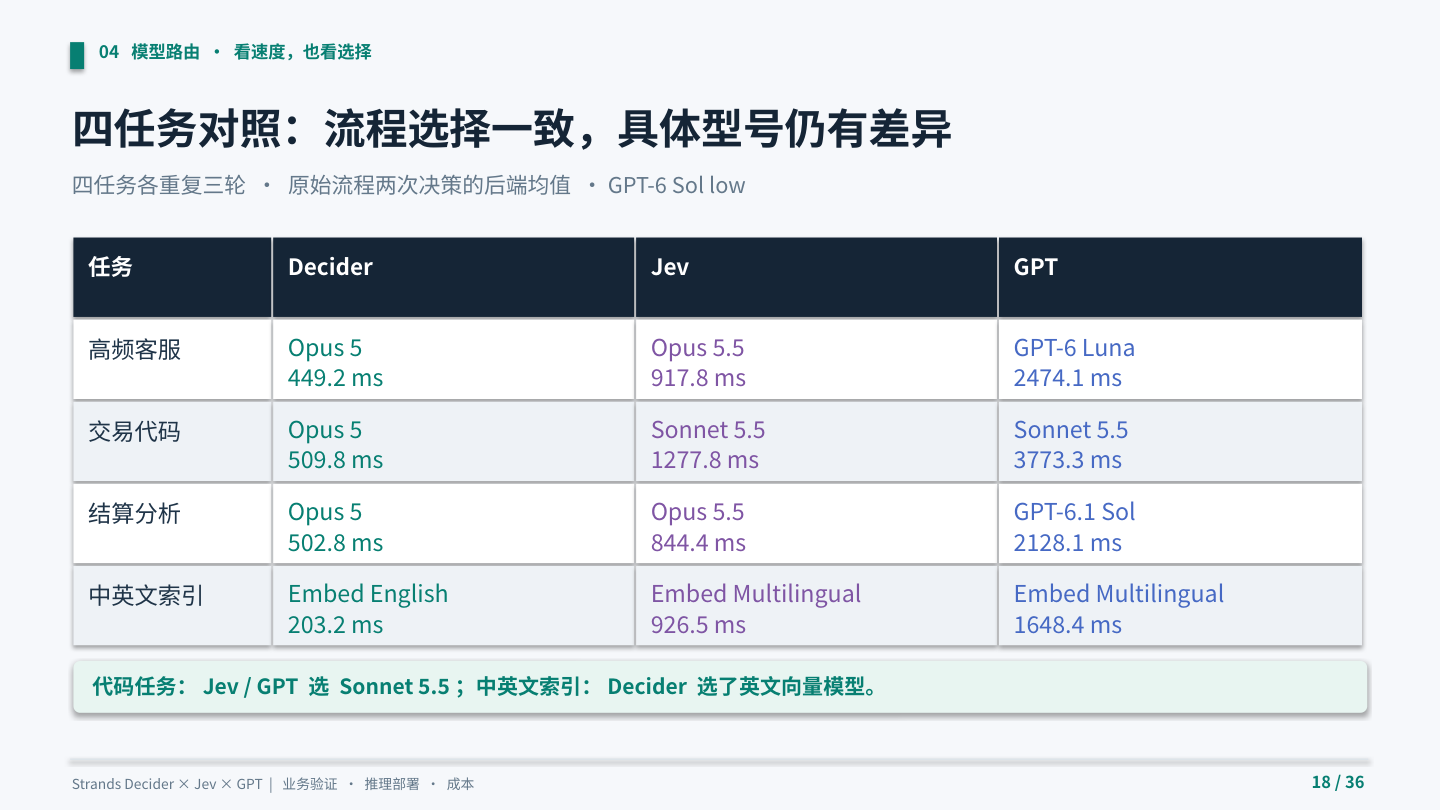 04 模型路由 · 看速度，也看选择
四任务对照：流程选择一致，具体型号仍有差异
四任务各重复三轮 · 原始流程两次决策的后端均值 · GPT-6 Sol low
任务 Decider Jev GPT
高频客服 Opus 5 Opus 5.5 GPT-6 Luna
449.2 ms 917.8 ms 2474.1 ms
交易代码 Opus 5 Sonnet 5.5 Sonnet 5.5
509.8 ms 1277.8 ms 3773.3 ms
结算分析 Opus 5 Opus 5.5 GPT-6.1 Sol
502.8 ms 844.4 ms 2128.1 ms
中英文索引 Embed English Embed Multilingual Embed Multilingual
203.2 ms 926.5 ms 1648.4 ms
代码任务： Jev / GPT 选 Sonnet 5.5； 中英文索引： Decider 选了英文向量模型。
Strands Decider × Jev × GPT | 业务验证 · 推理部署 · 成本
18 / 36